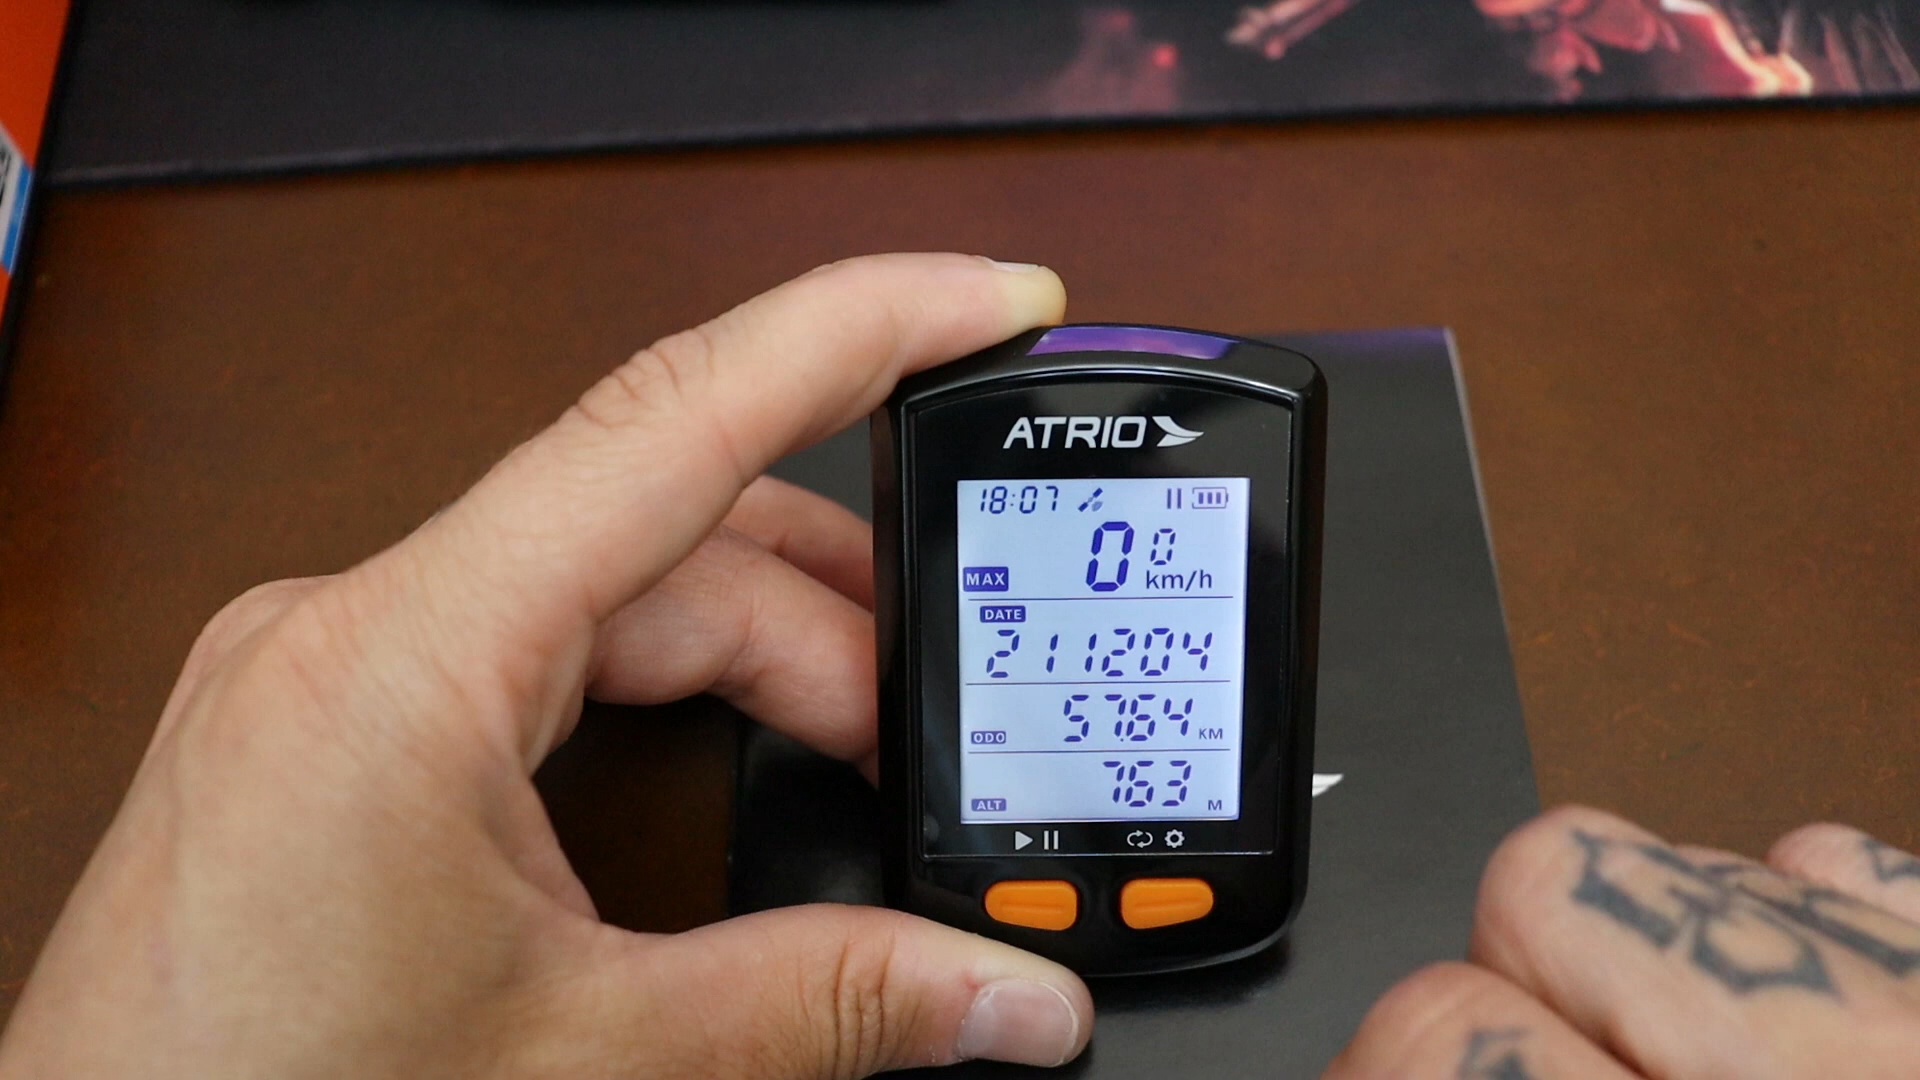 ATRIO
18:07
0.0
km/h
MAX
DATE
211204
ODO 57.64 KM
ALT 763 M